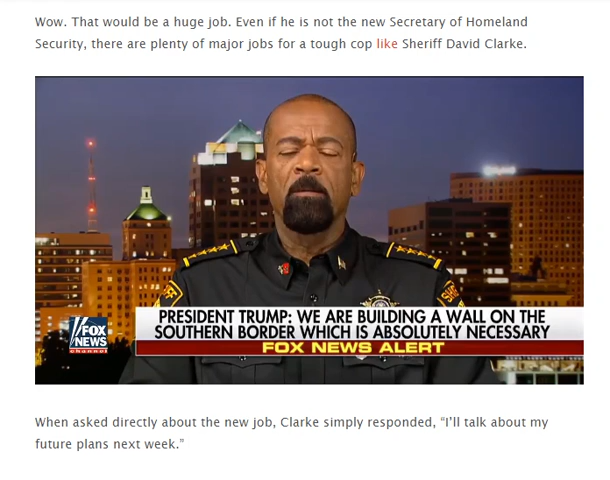 Wow. That would be a huge job. Even if he is not the new Secretary of Homeland
Security, there are plenty of major jobs for a tough cop like Sheriff David Clarke.
PRESIDENT TRUMP: WE ARE BUILDING A WALL ON THE
SOUTHERN BORDER WHICH IS ABSOLUTELY NECESSARY
FOX NEWS ALERT
FOX
NEWS
channel
When asked directly about the new job, Clarke simply responded, “I’ll talk about my
future plans next week.”